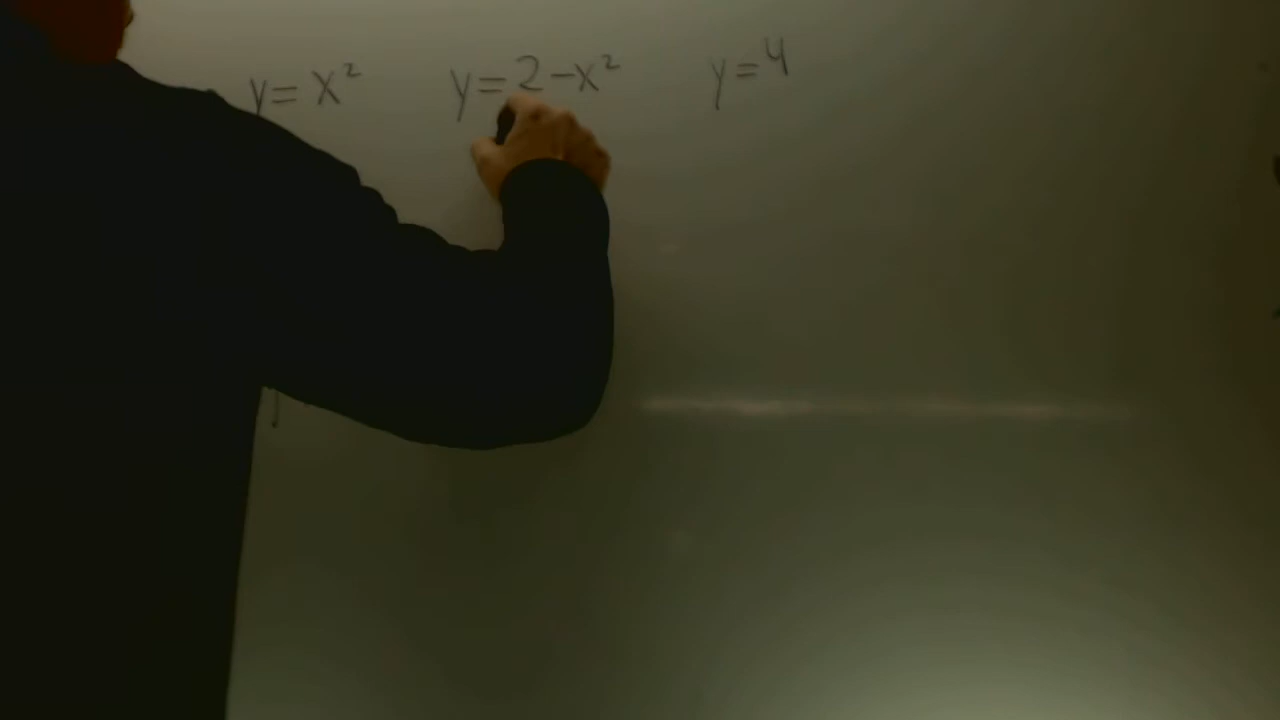 y = x² y = 2 - x² y = 4